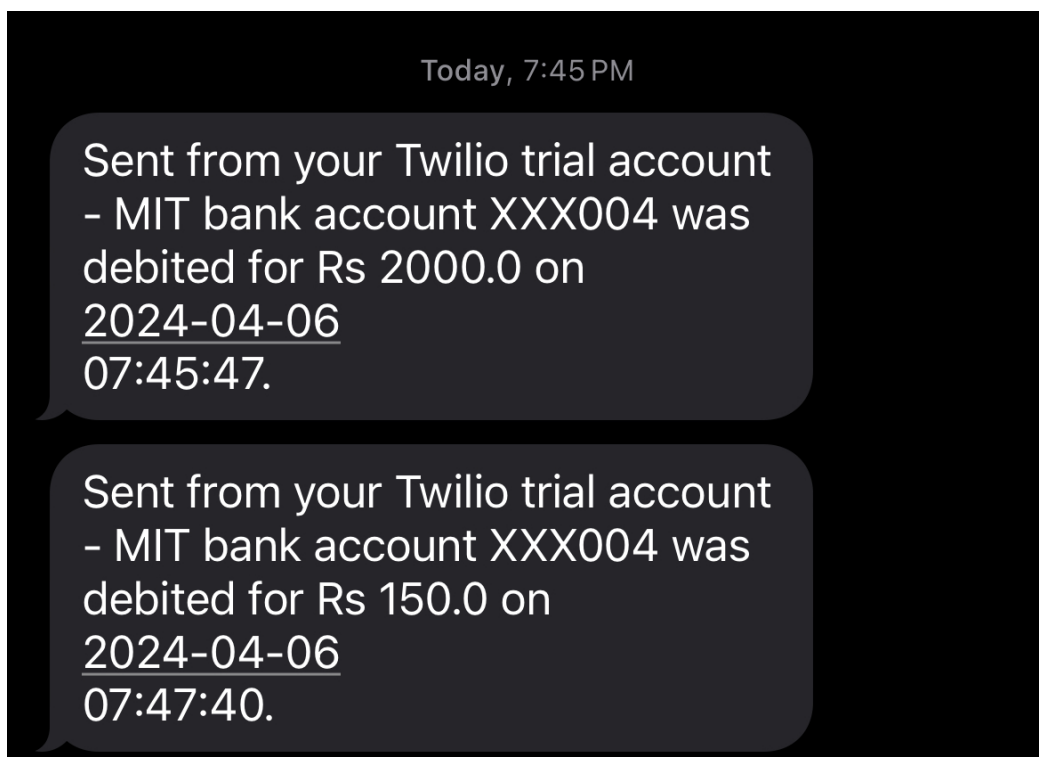 Today, 7:45 PM
Sent from your Twilio trial account
- MIT bank account XXX004 was
debited for Rs 2000.0 on
2024-04-06
07:45:47.
Sent from your Twilio trial account
- MIT bank account XXX004 was
debited for Rs 150.0 on
2024-04-06
07:47:40.